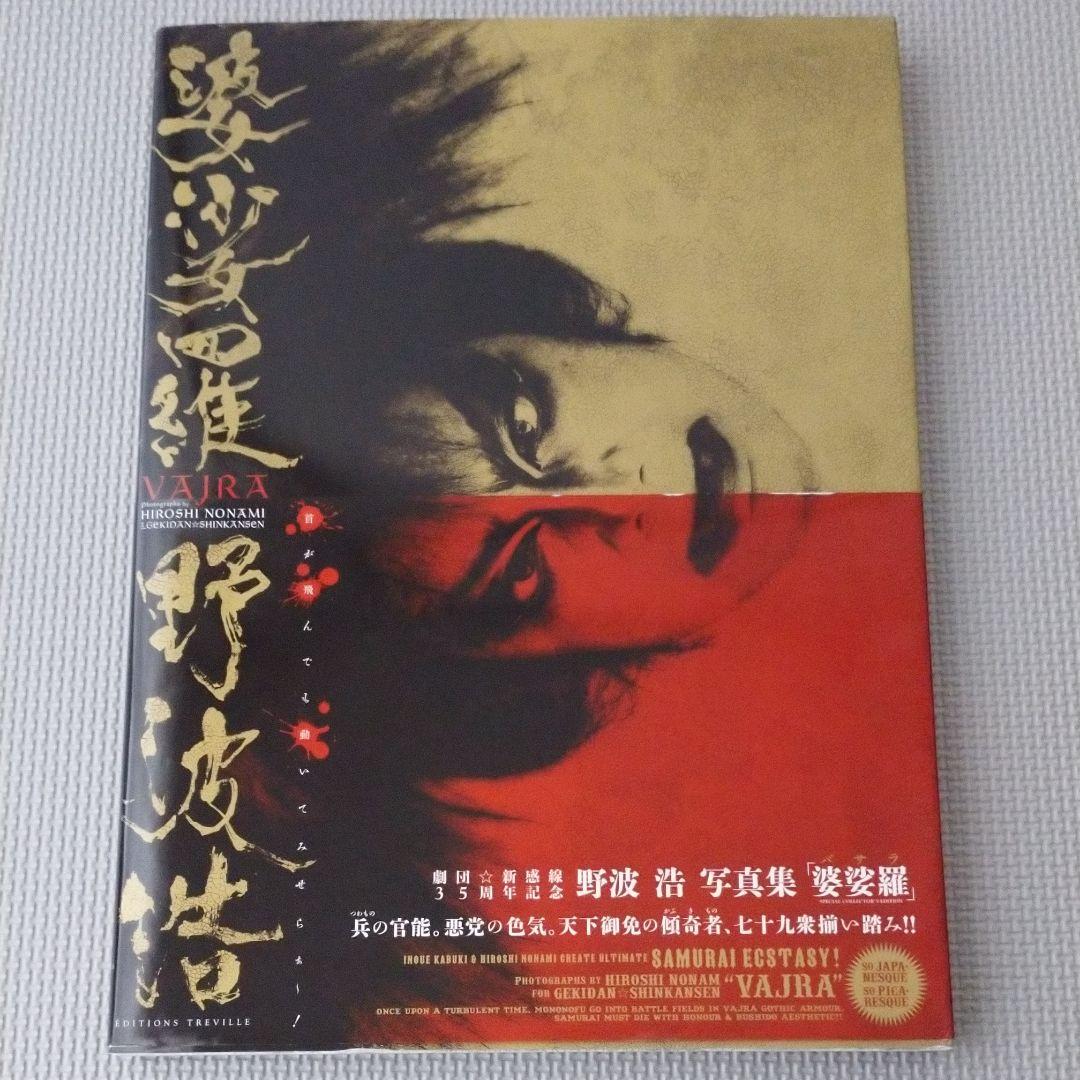 婆娑羅
VAJRA
photographs by
HIROSHI NONAMI
GEKIDAN☆SHINKANSEN
野波浩
首が飛んでも動いてみせらぁ～！
EDITIONS TREVILLE
劇団☆新感線
35周年記念
野波 浩 写真集「婆娑羅」
バサラ
SPECIAL COLLECTOR'S EDITION
兵の官能。悪党の色気。天下御免の傾奇者、七十九衆揃い踏み!!
つわもの
かぶきもの
INOUE KABUKI & HIROSHI NONAMI CREATE ULTIMATE SAMURAI ECSTASY!
PHOTOGRAPHS BY HIROSHI NONAM "VAJRA"
FOR GEKIDAN☆SHINKANSEN
ONCE UPON A TURBULENT TIME, MONONOFU GO INTO BATTLE FIELDS IN VAJRA GOTHIC ARMOUR.
SAMURAI MUST DIE WITH HONOUR & BUSHIDO AESTHETIC!!
SO JAPA-
NESQUE
SO PICA-
RESQUE